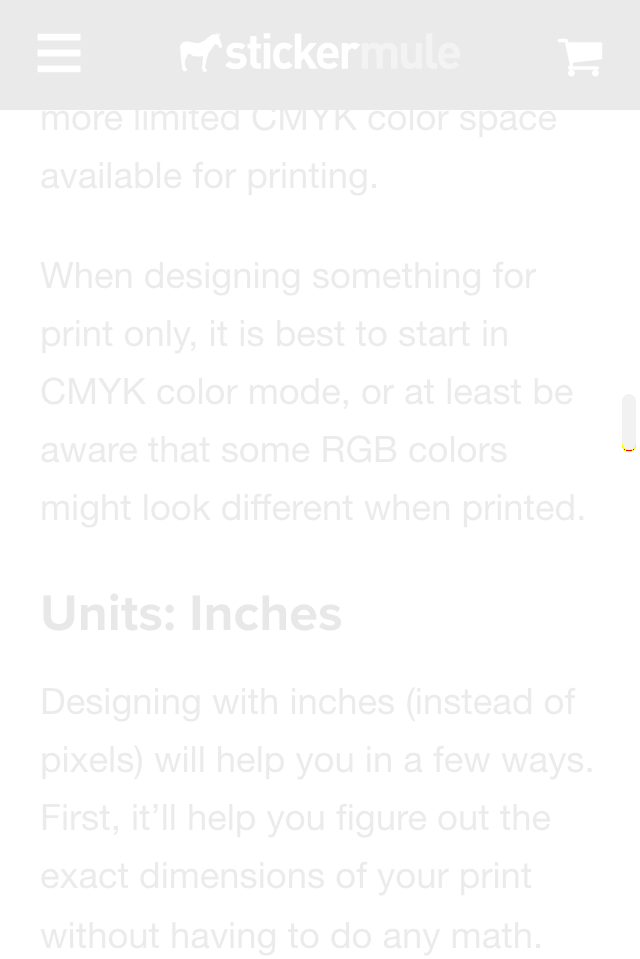 stickermule
more limited CMYK color space
available for printing.
When designing something for
print only, it is best to start in
CMYK color mode, or at least be
aware that some RGB colors
might look different when printed.
Units: Inches
Designing with inches (instead of
pixels) will help you in a few ways.
First, it’ll help you figure out the
exact dimensions of your print
without having to do any math.